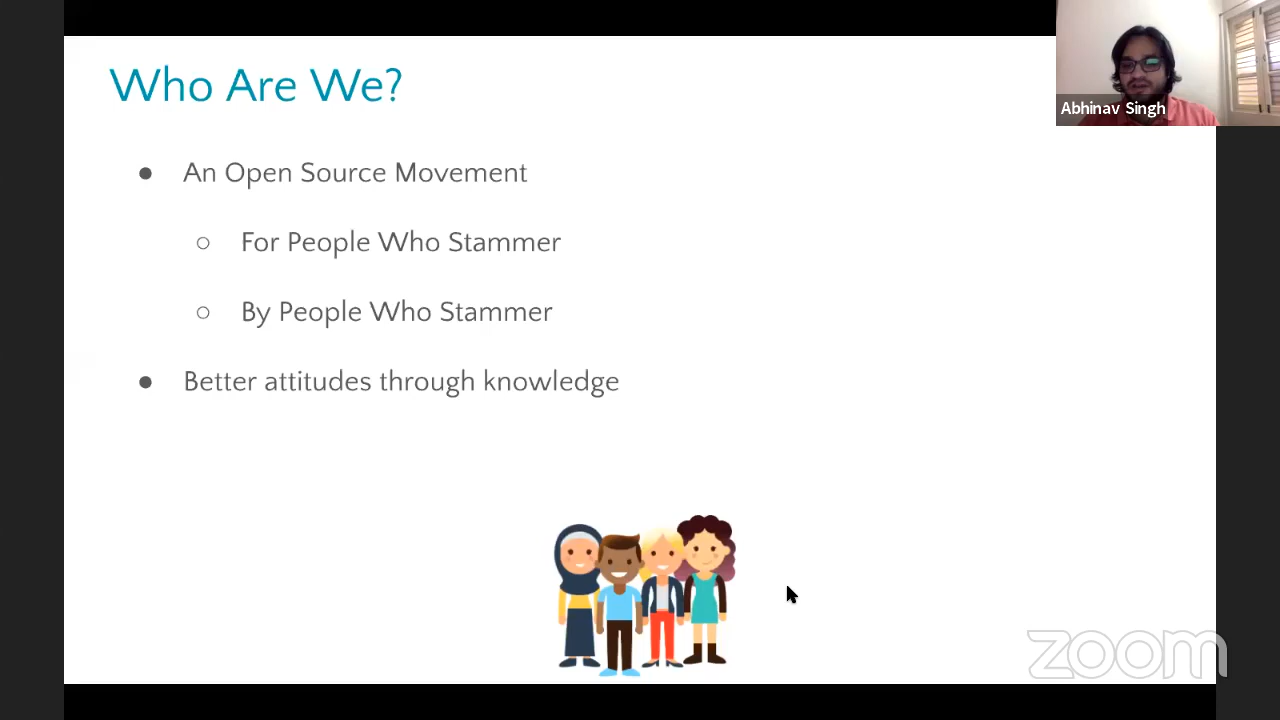 Who Are We?
Abhinav Singh
● An Open Source Movement
○ For People Who Stammer
○ By People Who Stammer
● Better attitudes through knowledge
zoom